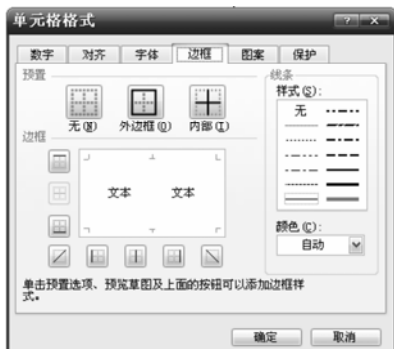 单元格格式
数字 对齐 字体 边框 图案 保护
预置
无(N) 外边框(O) 内部(I)
边框
文本 文本
线条
样式(S):
无
颜色(C):
自动
单击预置选项、预览草图及上面的按钮可以添加边框样
式。
确定 取消